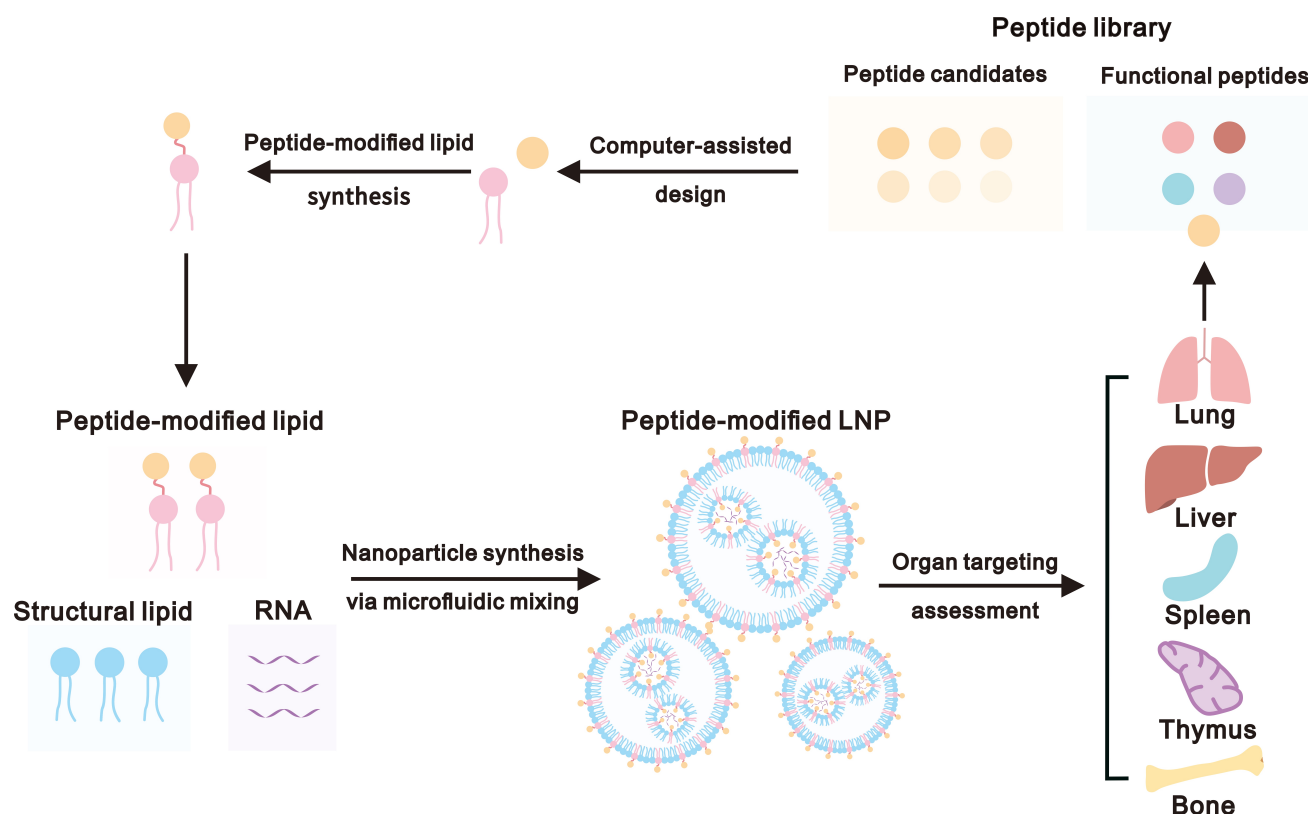 Peptide library
Peptide candidates
Functional peptides
Computer-assisted
design
Peptide-modified lipid
synthesis
Peptide-modified lipid
Structural lipid
RNA
Nanoparticle synthesis
via microfluidic mixing
Peptide-modified LNP
Organ targeting
assessment
Lung
Liver
Spleen
Thymus
Bone